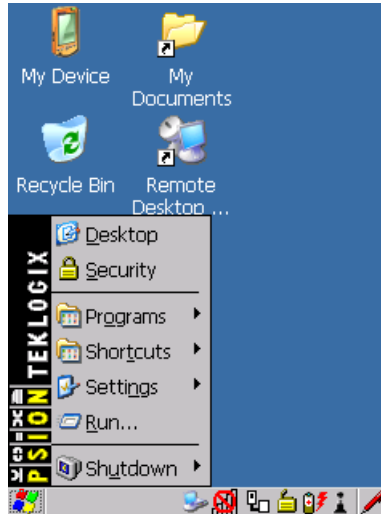 My Device
My
Documents
Recycle Bin
Remote
Desktop ...
PSION TEKLOGIX
Desktop
Security
Programs
Shortcuts
Settings
Run...
Shutdown